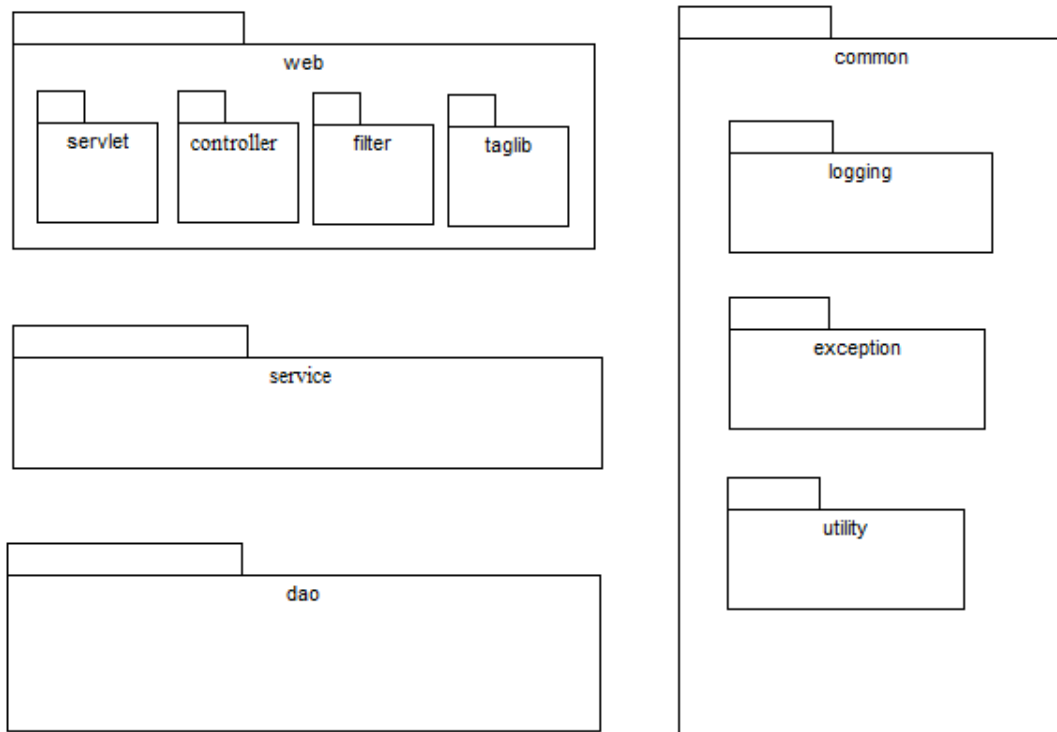 web
servlet
controller
filter
taglib
service
dao
common
logging
exception
utility